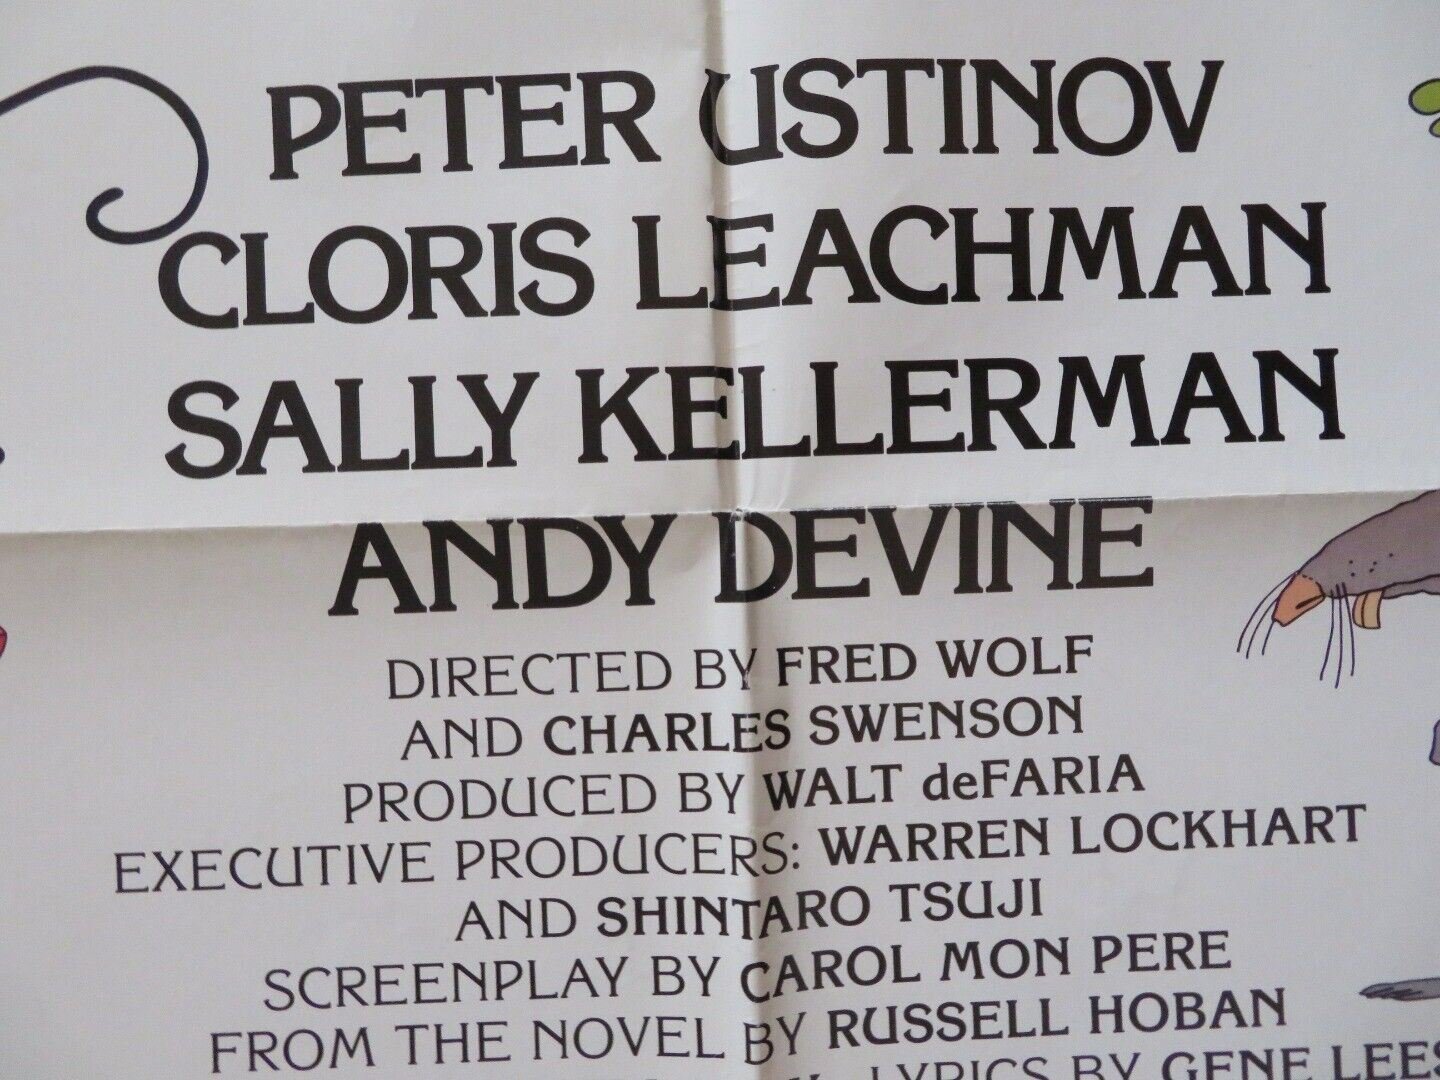 PETER USTINOV
CLORIS LEACHMAN
SALLY KELLERMAN
ANDY DEVINE
DIRECTED BY FRED WOLF
AND CHARLES SWENSON
PRODUCED BY WALT deFARIA
EXECUTIVE PRODUCERS: WARREN LOCKHART
AND SHINTARO TSUJI
SCREENPLAY BY CAROL MON PERE
FROM THE NOVEL BY RUSSELL HOBAN
LYRICS BY GENE LEES